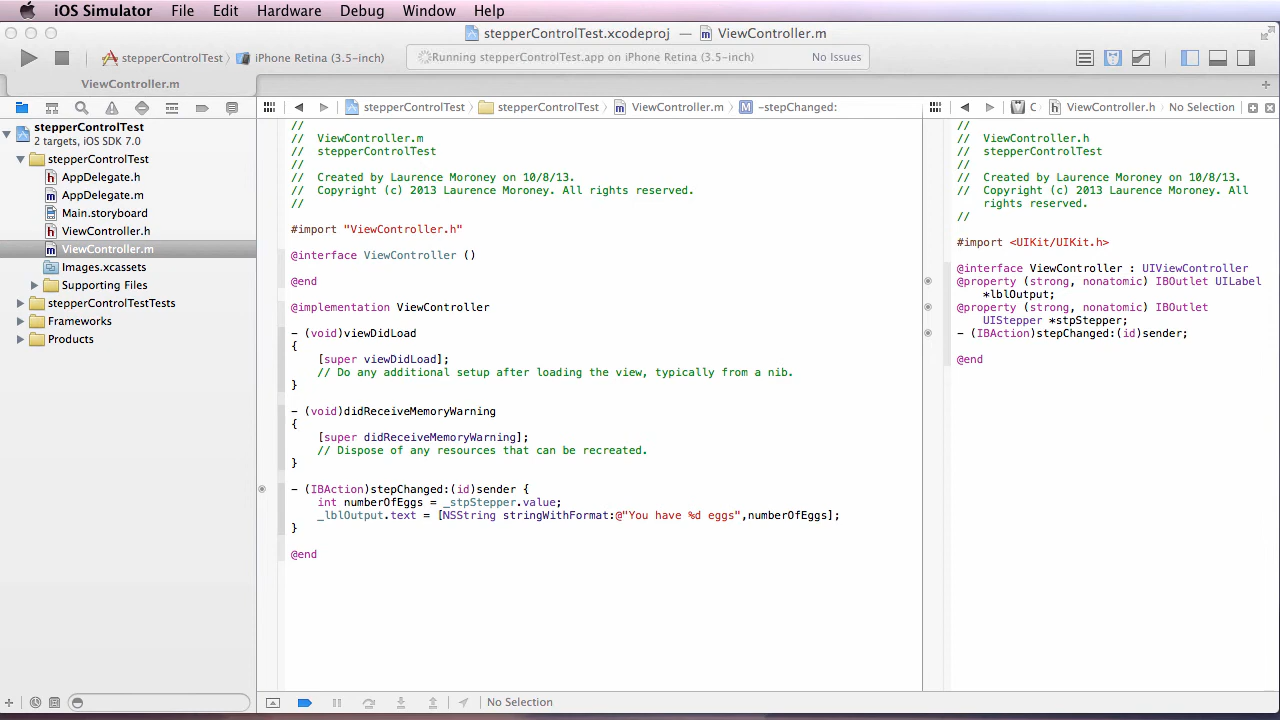 iOS Simulator File Edit Hardware Debug Window Help
stepperControlTest.xcodeproj — ViewController.m
stepperControlTest iPhone Retina (3.5-inch) Running stepperControlTest.app on iPhone Retina (3.5-inch) No Issues
ViewController.m
stepperControlTest stepperControlTest ViewController.m M -stepChanged: C ViewController.h No Selection
stepperControlTest
2 targets, iOS SDK 7.0
stepperControlTest
AppDelegate.h
AppDelegate.m
Main.storyboard
ViewController.h
ViewController.m
Images.xcassets
Supporting Files
stepperControlTestTests
Frameworks
Products
//
// ViewController.m
// stepperControlTest
//
// Created by Laurence Moroney on 10/8/13.
// Copyright (c) 2013 Laurence Moroney. All rights reserved.
//
#import "ViewController.h"
@interface ViewController ()
@end
@implementation ViewController
- (void)viewDidLoad
{
[super viewDidLoad];
// Do any additional setup after loading the view, typically from a nib.
}
- (void)didReceiveMemoryWarning
{
[super didReceiveMemoryWarning];
// Dispose of any resources that can be recreated.
}
- (IBAction)stepChanged:(id)sender {
int numberOfEggs = _stpStepper.value;
_lblOutput.text = [NSString stringWithFormat:@"You have %d eggs",numberOfEggs];
}
@end
//
// ViewController.h
// stepperControlTest
//
// Created by Laurence Moroney on 10/8/13.
// Copyright (c) 2013 Laurence Moroney. All
rights reserved.
//
#import <UIKit/UIKit.h>
@interface ViewController : UIViewController
@property (strong, nonatomic) IBOutlet UILabel
*lblOutput;
@property (strong, nonatomic) IBOutlet
UIStepper *stpStepper;
- (IBAction)stepChanged:(id)sender;
@end
No Selection